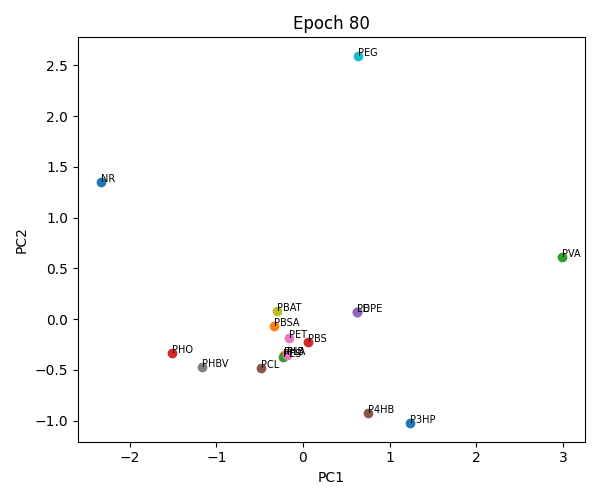 Epoch 80
PEG
NR
PVA
PBAT
PBSA
PET
PBS
PHO
PHBV
PCL
P4HB
P3HP
2.5
2.0
1.5
1.0
0.5
0.0
−0.5
−1.0
PC2
−2
−1
0
1
2
3
PC1